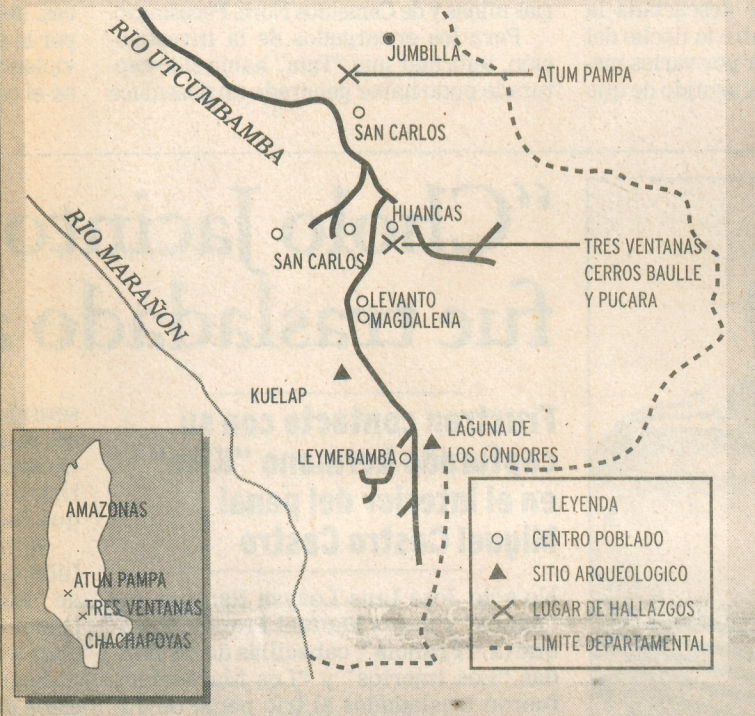 RIO UTCUMBAMBA
JUMBILLA
ATUM PAMPA
SAN CARLOS
HUANCAS
SAN CARLOS
TRES VENTANAS
CERROS BAULLE
Y PUCARA
RIO MARAÑON
LEVANTO
MAGDALENA
KUELAP
LAGUNA DE
LOS CONDORES
LEYMEBAMBA
LEYENDA
CENTRO POBLADO
SITIO ARQUEOLOGICO
LUGAR DE HALLAZGOS
LIMITE DEPARTAMENTAL
AMAZONAS
ATUN PAMPA
TRES VENTANAS
CHACHAPOYAS